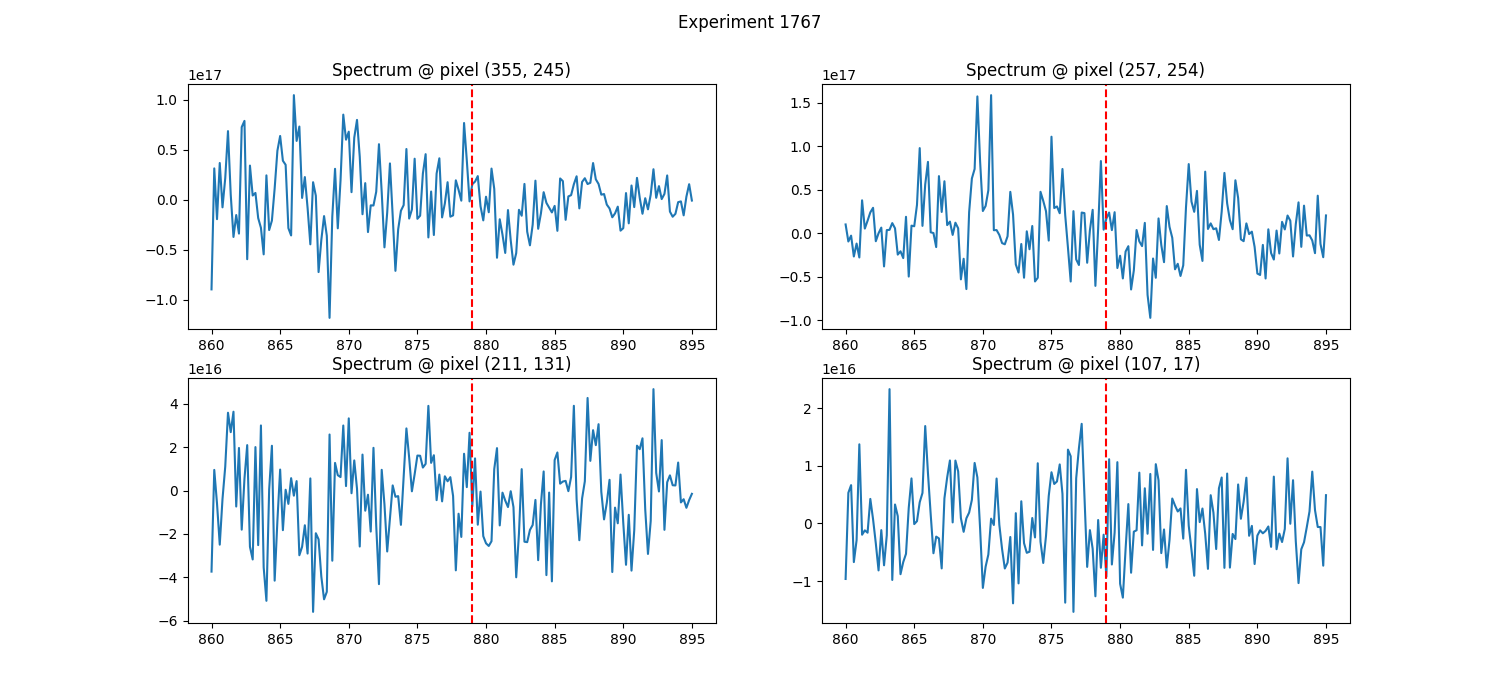 Experiment 1767
Spectrum @ pixel (355, 245)
1e17
1.0
0.5
0.0
−0.5
−1.0
860 865 870 875 880 885 890 895
Spectrum @ pixel (257, 254)
1e17
1.5
1.0
0.5
0.0
−0.5
−1.0
860 865 870 875 880 885 890 895
Spectrum @ pixel (211, 131)
1e16
4
2
0
−2
−4
−6
860 865 870 875 880 885 890 895
Spectrum @ pixel (107, 17)
1e16
2
1
0
−1
860 865 870 875 880 885 890 895